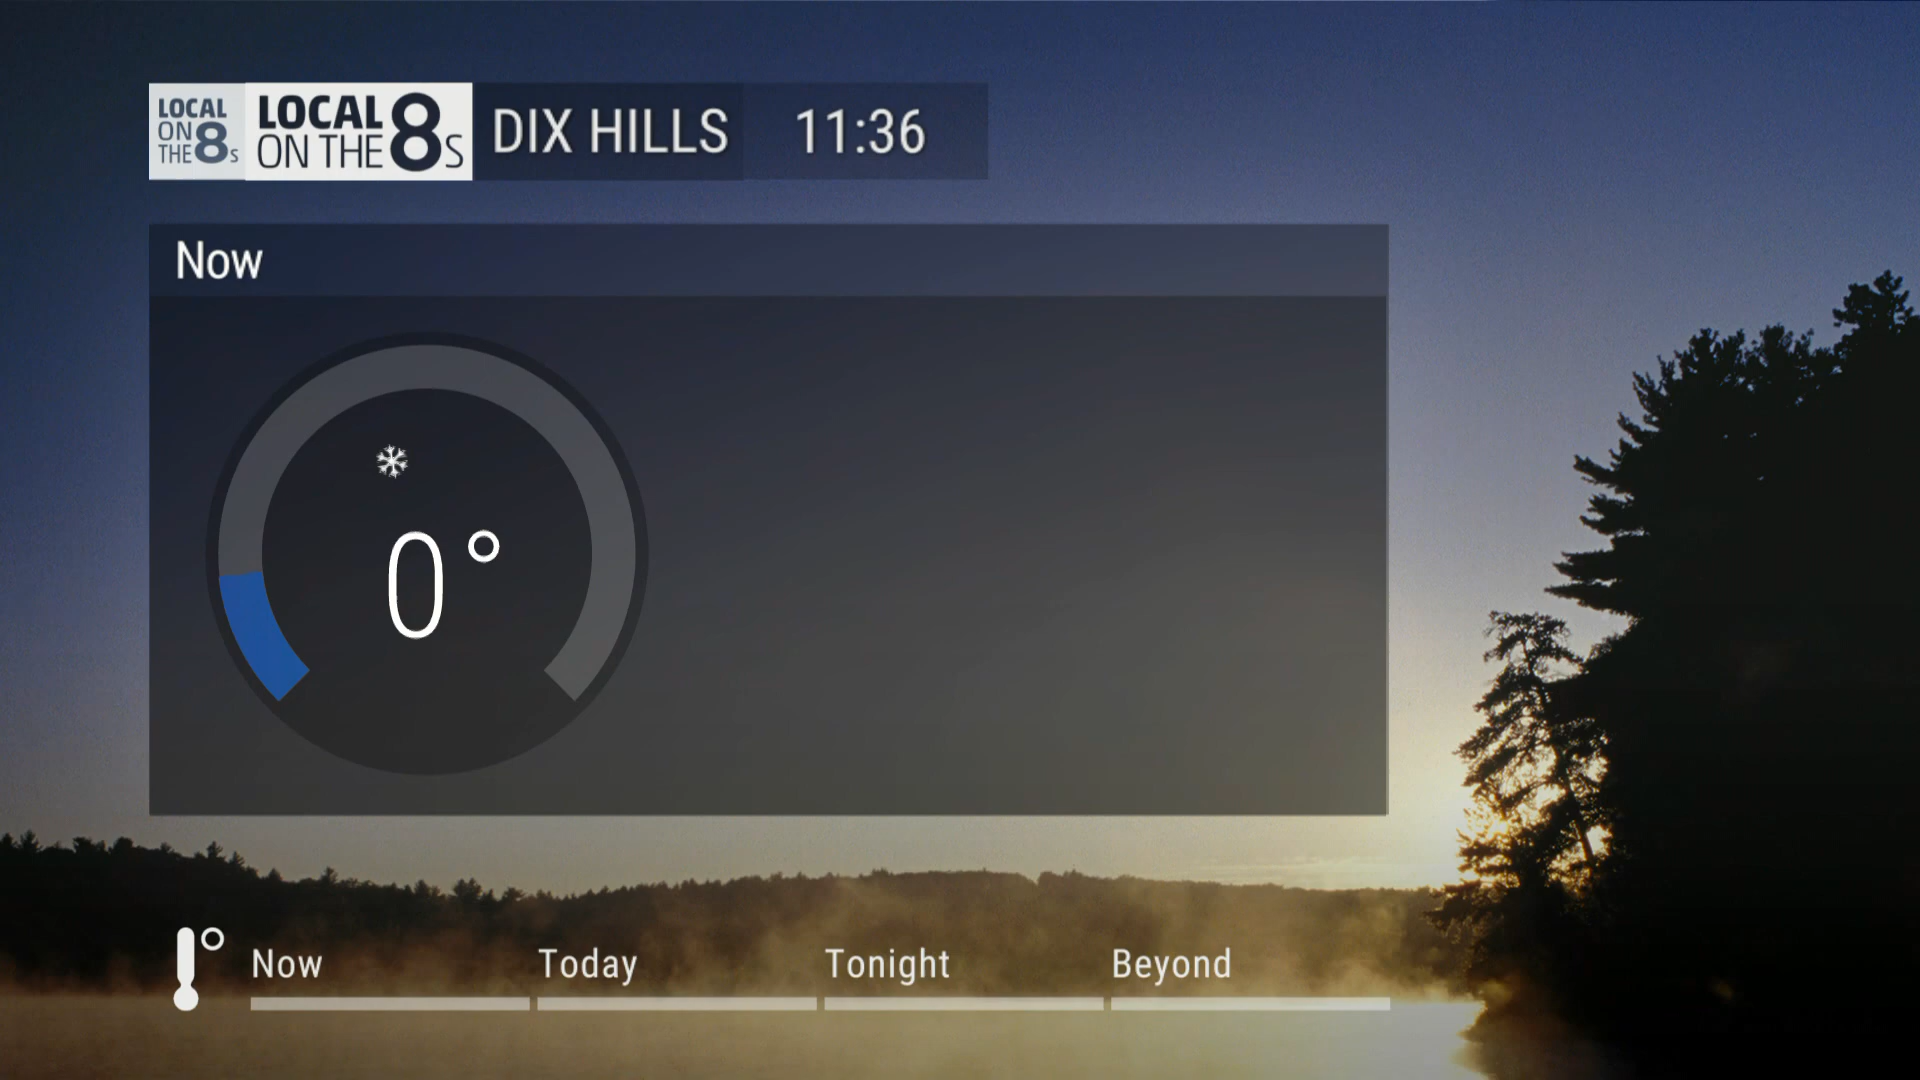 LOCAL
ON
THE 8s
LOCAL
ON THE 8s
DIX HILLS
11:36
Now
0°
Now
Today
Tonight
Beyond